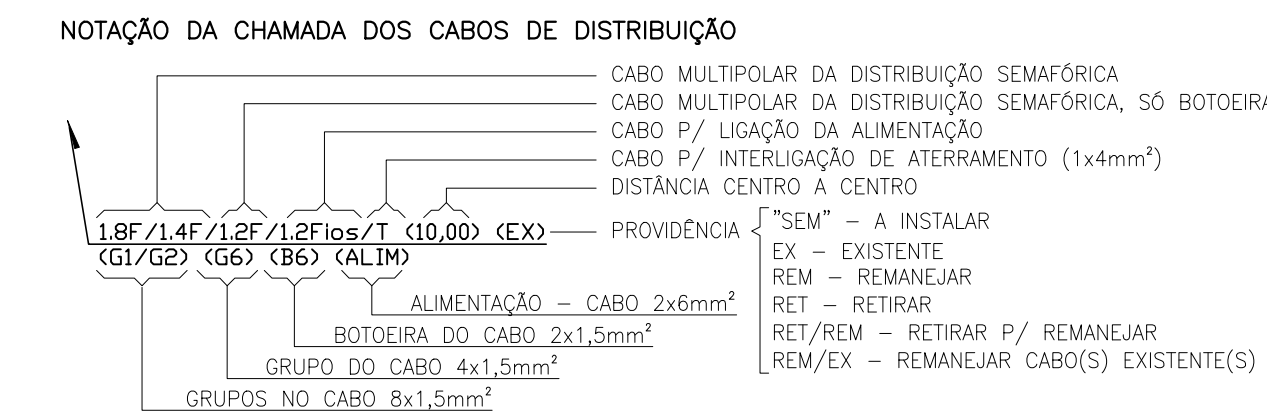 NOTAÇÃO DA CHAMADA DOS CABOS DE DISTRIBUIÇÃO
CABO MULTIPOLAR DA DISTRIBUIÇÃO SEMAFÓRICA
CABO MULTIPOLAR DA DISTRIBUIÇÃO SEMAFÓRICA, SÓ BOTOEIRA
CABO P/ LIGAÇÃO DA ALIMENTAÇÃO
CABO P/ INTERLIGAÇÃO DE ATERRAMENTO (1x4mm²)
DISTÂNCIA CENTRO A CENTRO
1.8F/1.4F/1.2F/1.2Fios/T (10,00) (EX)
PROVIDÊNCIA
"SEM" – A INSTALAR
EX – EXISTENTE
REM – REMANEJAR
RET – RETIRAR
RET/REM – RETIRAR P/ REMANEJAR
REM/EX – REMANEJAR CABO(S) EXISTENTE(S)
(G1/G2) (G6) (B6) (ALIM)
ALIMENTAÇÃO – CABO 2x6mm²
BOTOEIRA DO CABO 2x1,5mm²
GRUPO DO CABO 4x1,5mm²
GRUPOS NO CABO 8x1,5mm²